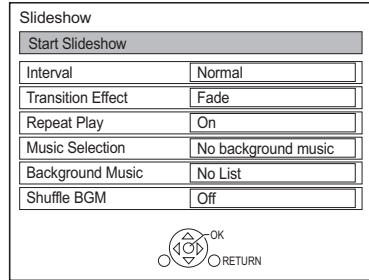 Slideshow
Start Slideshow
Interval Normal
Transition Effect Fade
Repeat Play On
Music Selection No background music
Background Music No List
Shuffle BGM Off
OK
RETURN